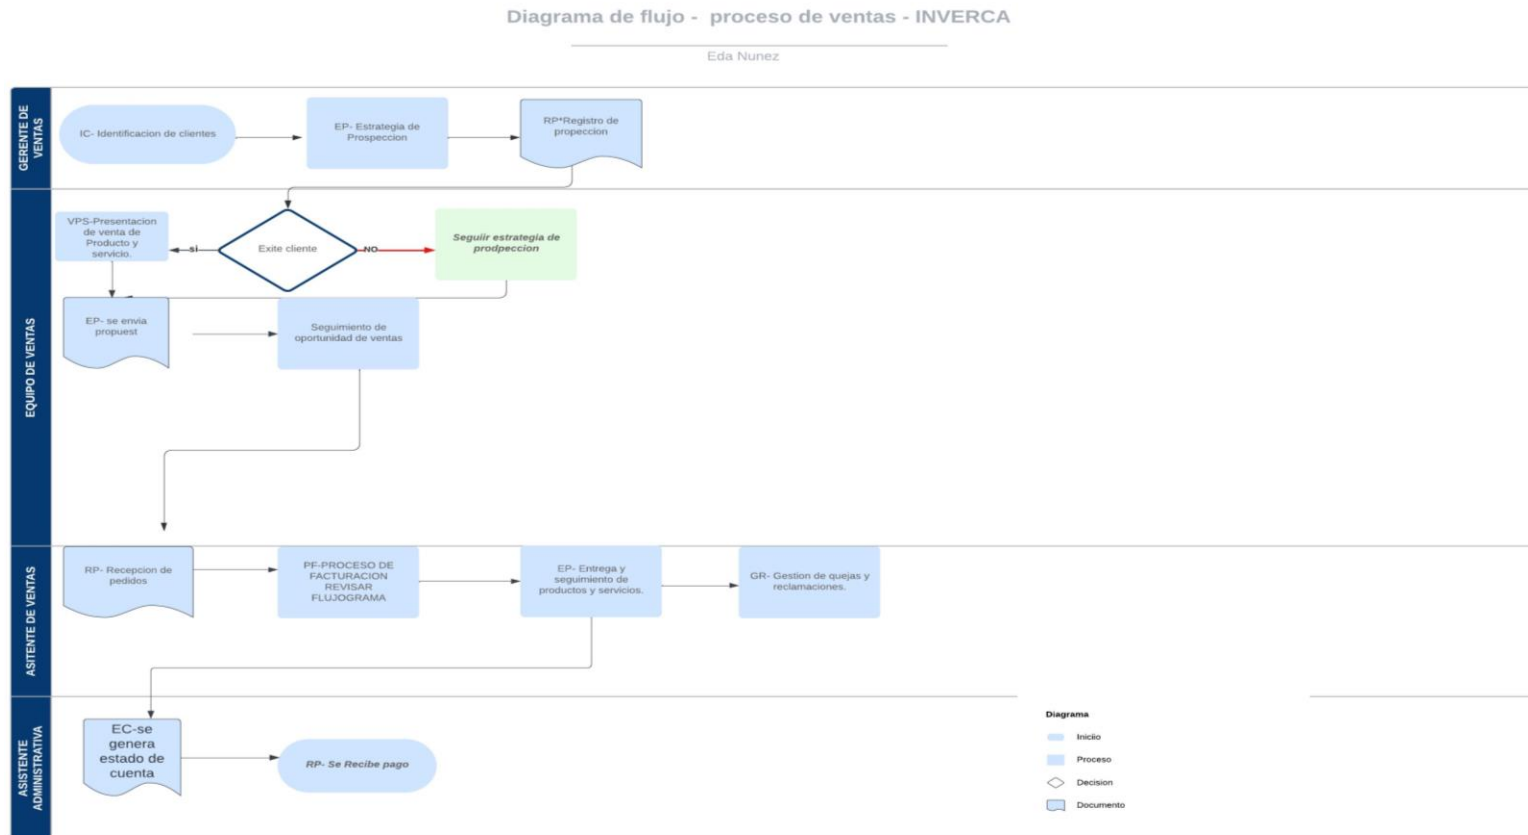 Diagrama de flujo -  proceso de ventas - INVERCA
Eda Nunez
GERENTE DE
VENTAS
IC- Identificacion de clientes
EP- Estrategia de
Prospeccion
RP*Registro de
propeccion
EQUIPO DE VENTAS
VPS-Presentacion
de venta de
Producto y
servicio.
si
Exite cliente
NO
Seguiir estrategia de
prodpeccion
EP- se envia
propuest
Seguimiento de
oportunidad de ventas
ASITENTE DE VENTAS
RP- Recepcion de
pedidos
PF-PROCESO DE
FACTURACION
REVISAR
FLUJOGRAMA
EP- Entrega y
seguimiento de
productos y servicios.
GR- Gestion de quejas y
reclamaciones.
ASISTENTE
ADMINISTRATIVA
EC-se
genera
estado de
cuenta
RP- Se Recibe pago
Diagrama
Iniciio
Proceso
Decision
Documento